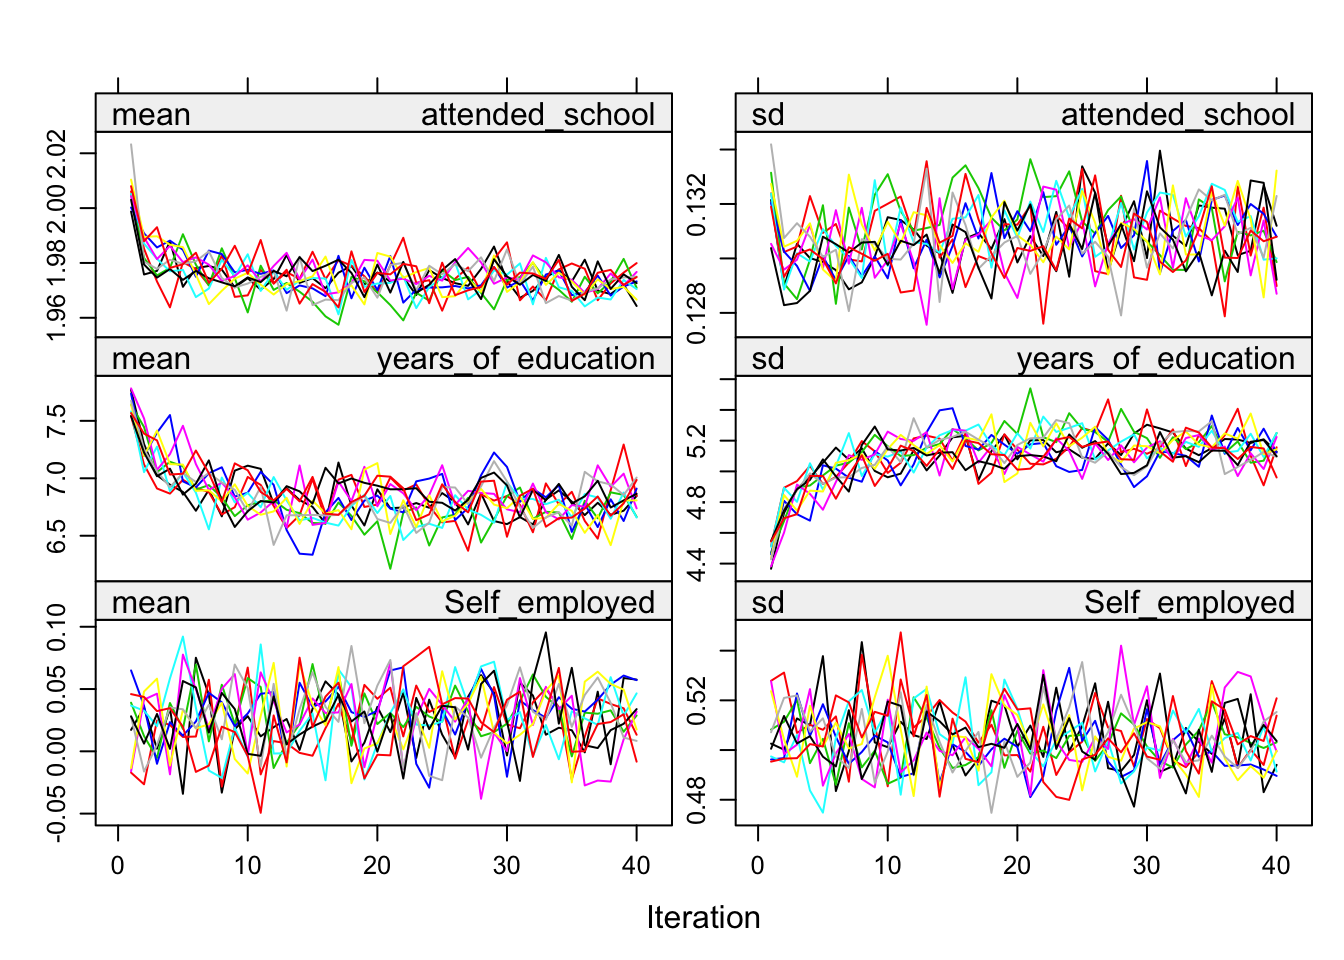 mean attended_school
sd attended_school
1.96 1.98 2.00 2.02
0.128 0.132
mean years_of_education
sd years_of_education
6.5 7.0 7.5
4.4 4.8 5.2
mean Self_employed
sd Self_employed
-0.05 0.00 0.05 0.10
0.48 0.52
0 10 20 30 40
0 10 20 30 40
Iteration